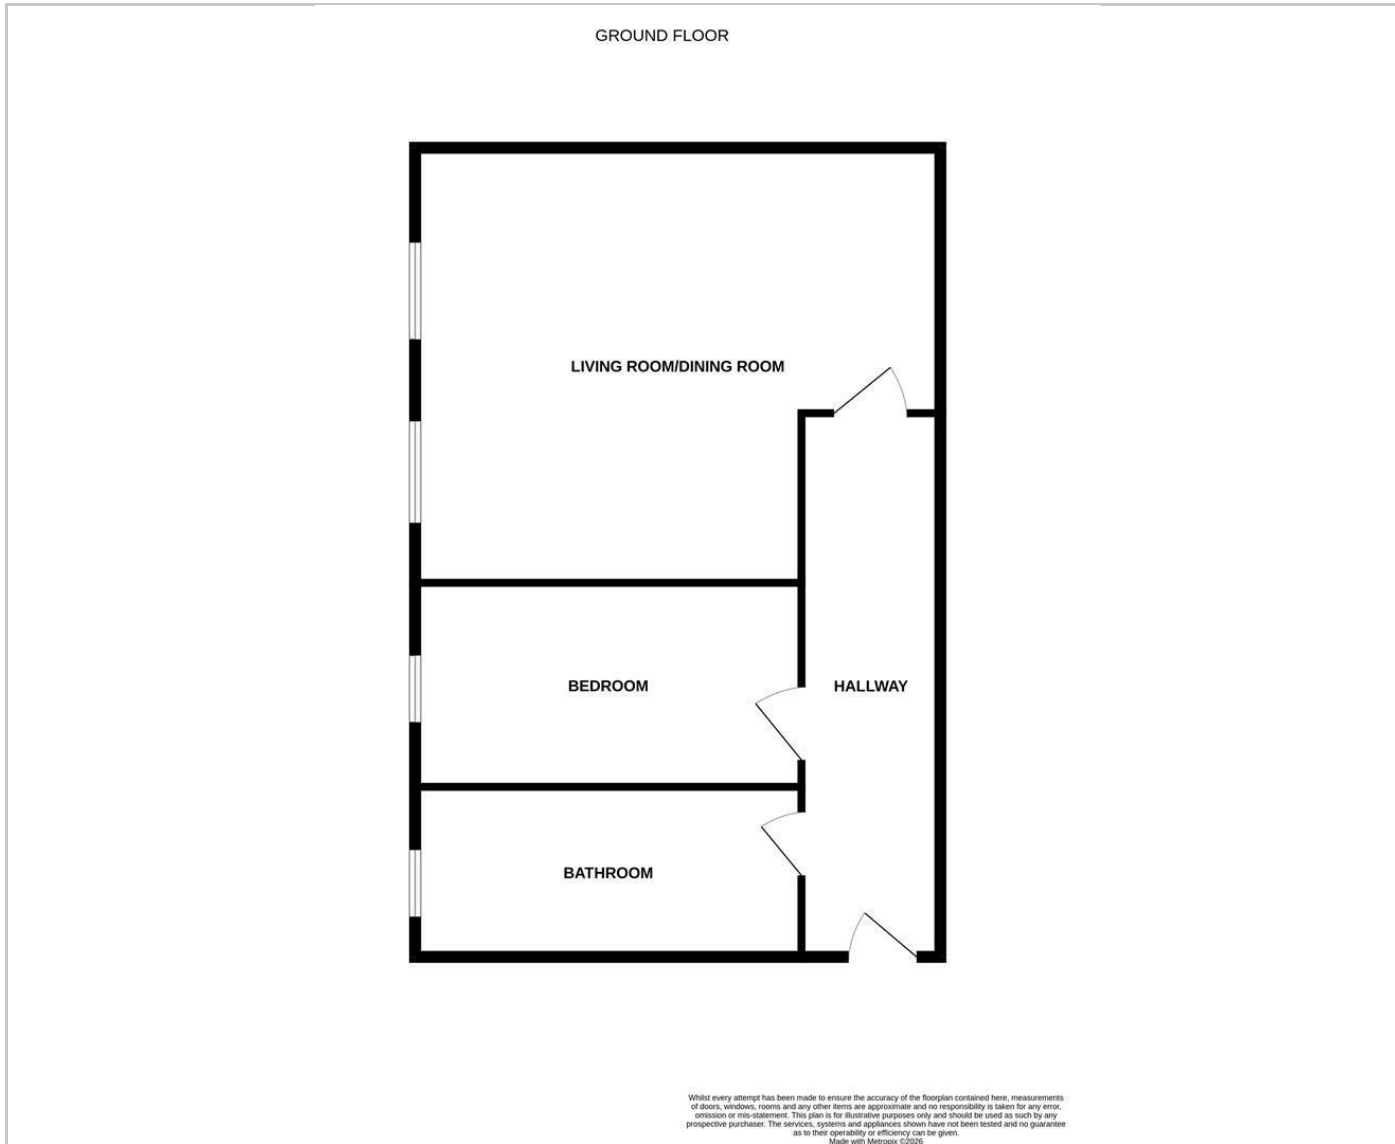 GROUND FLOOR
LIVING ROOM/DINING ROOM
BEDROOM
HALLWAY
BATHROOM
Whilst every attempt has been made to ensure the accuracy of the floorplan contained here, measurements
of doors, windows, rooms and any other items are approximate and no responsibility is taken for any error,
omission or mis-statement. This plan is for illustrative purposes only and should be used as such by any
prospective purchaser. The services, systems and appliances shown have not been tested and no guarantee
as to their operability or efficiency can be given.
Made with Metropix ©2026